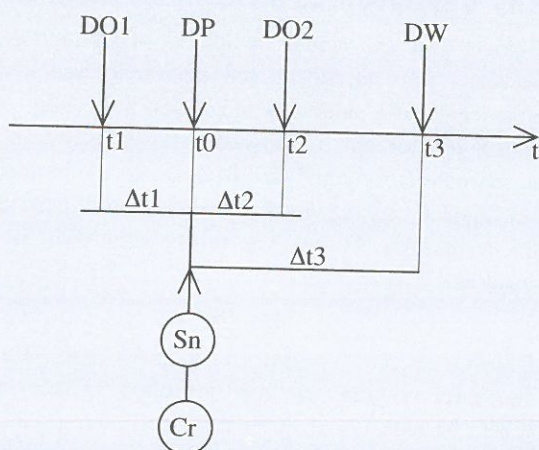 DO1 DP DO2 DW
t1 t0 t2 t3 t
Δt1 Δt2
Δt3
Sn
Cr